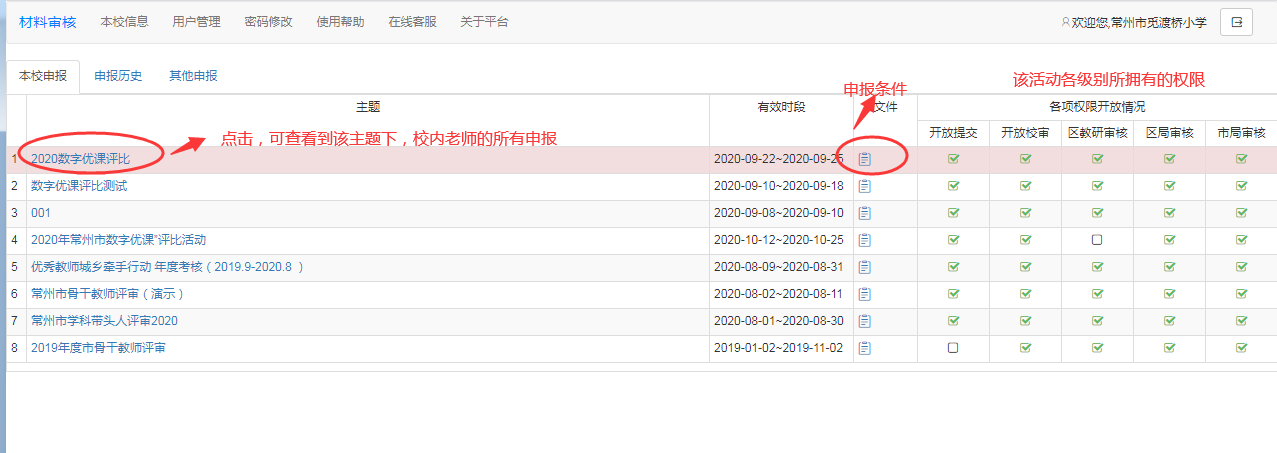 材料审核 本校信息 用户管理 密码修改 使用帮助 在线客服 关于平台 欢迎您,常州市觅渡桥小学
本校申报 申报历史 其他申报
该活动各级别所拥有的权限
申报条件
主题 有效时段 文件 各项权限开放情况
开放提交 开放校审 区教研审核 区局审核 市局审核
点击，可查看到该主题下，校内老师的所有申报
1 2020数字优课评比 2020-09-22~2020-09-25
2 数字优课评比测试 2020-09-10~2020-09-18
3 001 2020-09-08~2020-09-10
4 2020年常州市数字优课"评比活动 2020-10-12~2020-10-25
5 优秀教师城乡牵手行动 年度考核（2019.9-2020.8 ） 2020-08-09~2020-08-31
6 常州市骨干教师评审（演示） 2020-08-02~2020-08-11
7 常州市学科带头人评审2020 2020-08-01~2020-08-30
8 2019年度市骨干教师评审 2019-01-02~2019-11-02